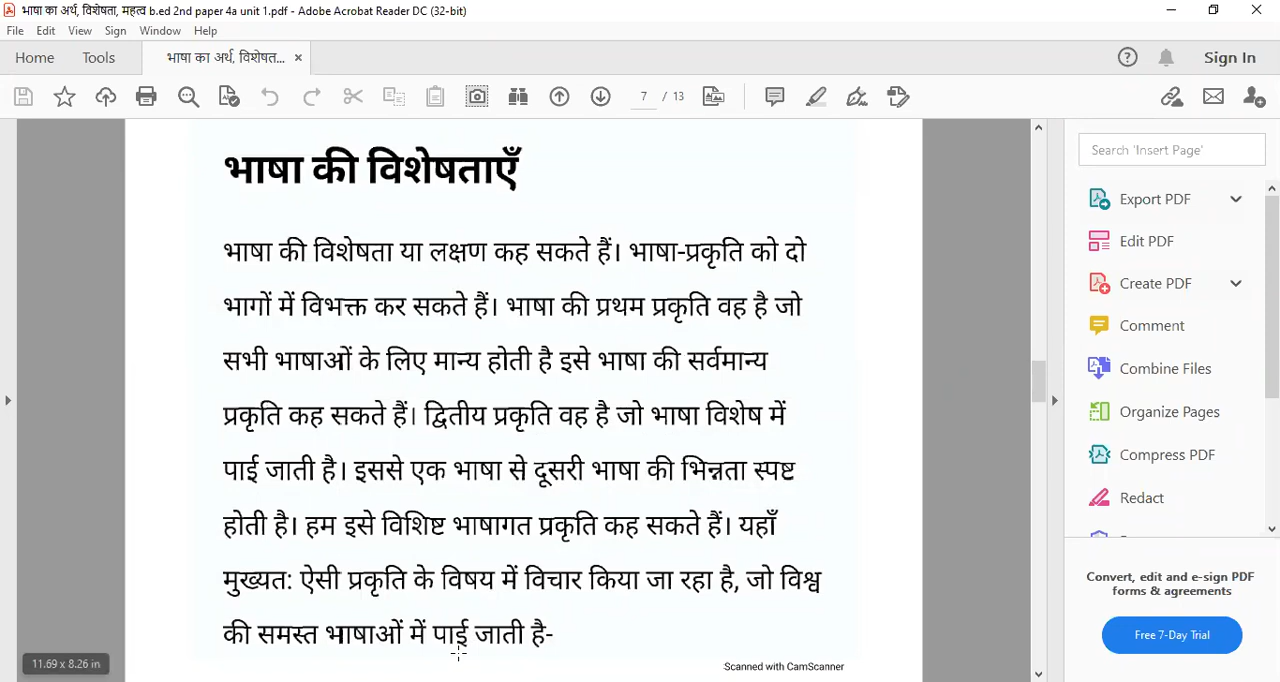 भाषा का अर्थ, विशेषता, महत्व b.ed 2nd paper 4a unit 1.pdf - Adobe Acrobat Reader DC (32-bit)
File Edit View Sign Window Help
Home Tools भाषा का अर्थ, विशेषत... × Sign In
7 / 13
भाषा की विशेषताएँ
भाषा की विशेषता या लक्षण कह सकते हैं। भाषा-प्रकृति को दो
भागों में विभक्त कर सकते हैं। भाषा की प्रथम प्रकृति वह है जो
सभी भाषाओं के लिए मान्य होती है इसे भाषा की सर्वमान्य
प्रकृति कह सकते हैं। द्वितीय प्रकृति वह है जो भाषा विशेष में
पाई जाती है। इससे एक भाषा से दूसरी भाषा की भिन्नता स्पष्ट
होती है। हम इसे विशिष्ट भाषागत प्रकृति कह सकते हैं। यहाँ
मुख्यत: ऐसी प्रकृति के विषय में विचार किया जा रहा है, जो विश्व
की समस्त भाषाओं में पाई जाती है-
Scanned with CamScanner
11.69 x 8.26 in
Search 'Insert Page'
Export PDF
Edit PDF
Create PDF
Comment
Combine Files
Organize Pages
Compress PDF
Redact
Convert, edit and e-sign PDF
forms & agreements
Free 7-Day Trial